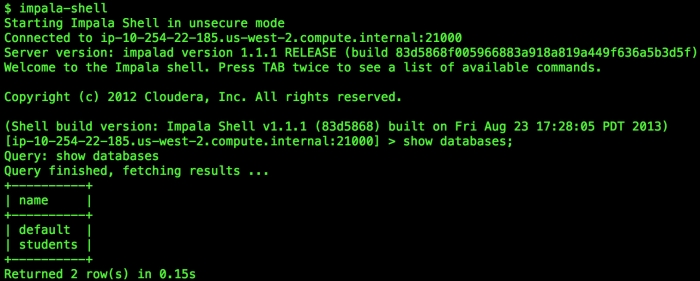 $ impala-shell
Starting Impala Shell in unsecure mode
Connected to ip-10-254-22-185.us-west-2.compute.internal:21000
Server version: impalad version 1.1.1 RELEASE (build 83d5868f005966883a918a819a449f636a5b3d5f)
Welcome to the Impala shell. Press TAB twice to see a list of available commands.

Copyright (c) 2012 Cloudera, Inc. All rights reserved.

(Shell build version: Impala Shell v1.1.1 (83d5868) built on Fri Aug 23 17:28:05 PDT 2013)
[ip-10-254-22-185.us-west-2.compute.internal:21000] > show databases;
Query: show databases
Query finished, fetching results ...
+----------+
| name     |
+----------+
| default  |
| students |
+----------+
Returned 2 row(s) in 0.15s